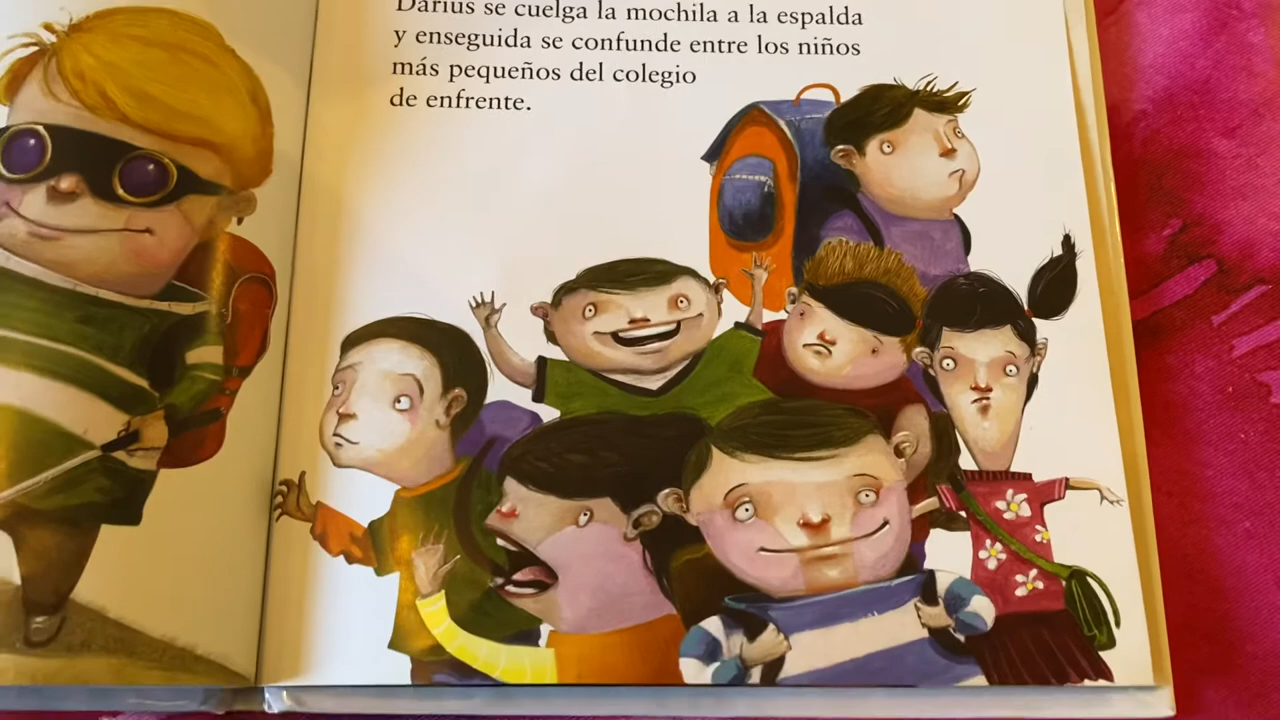 Darius se cuelga la mochila a la espalda
y enseguida se confunde entre los niños
más pequeños del colegio
de enfrente.